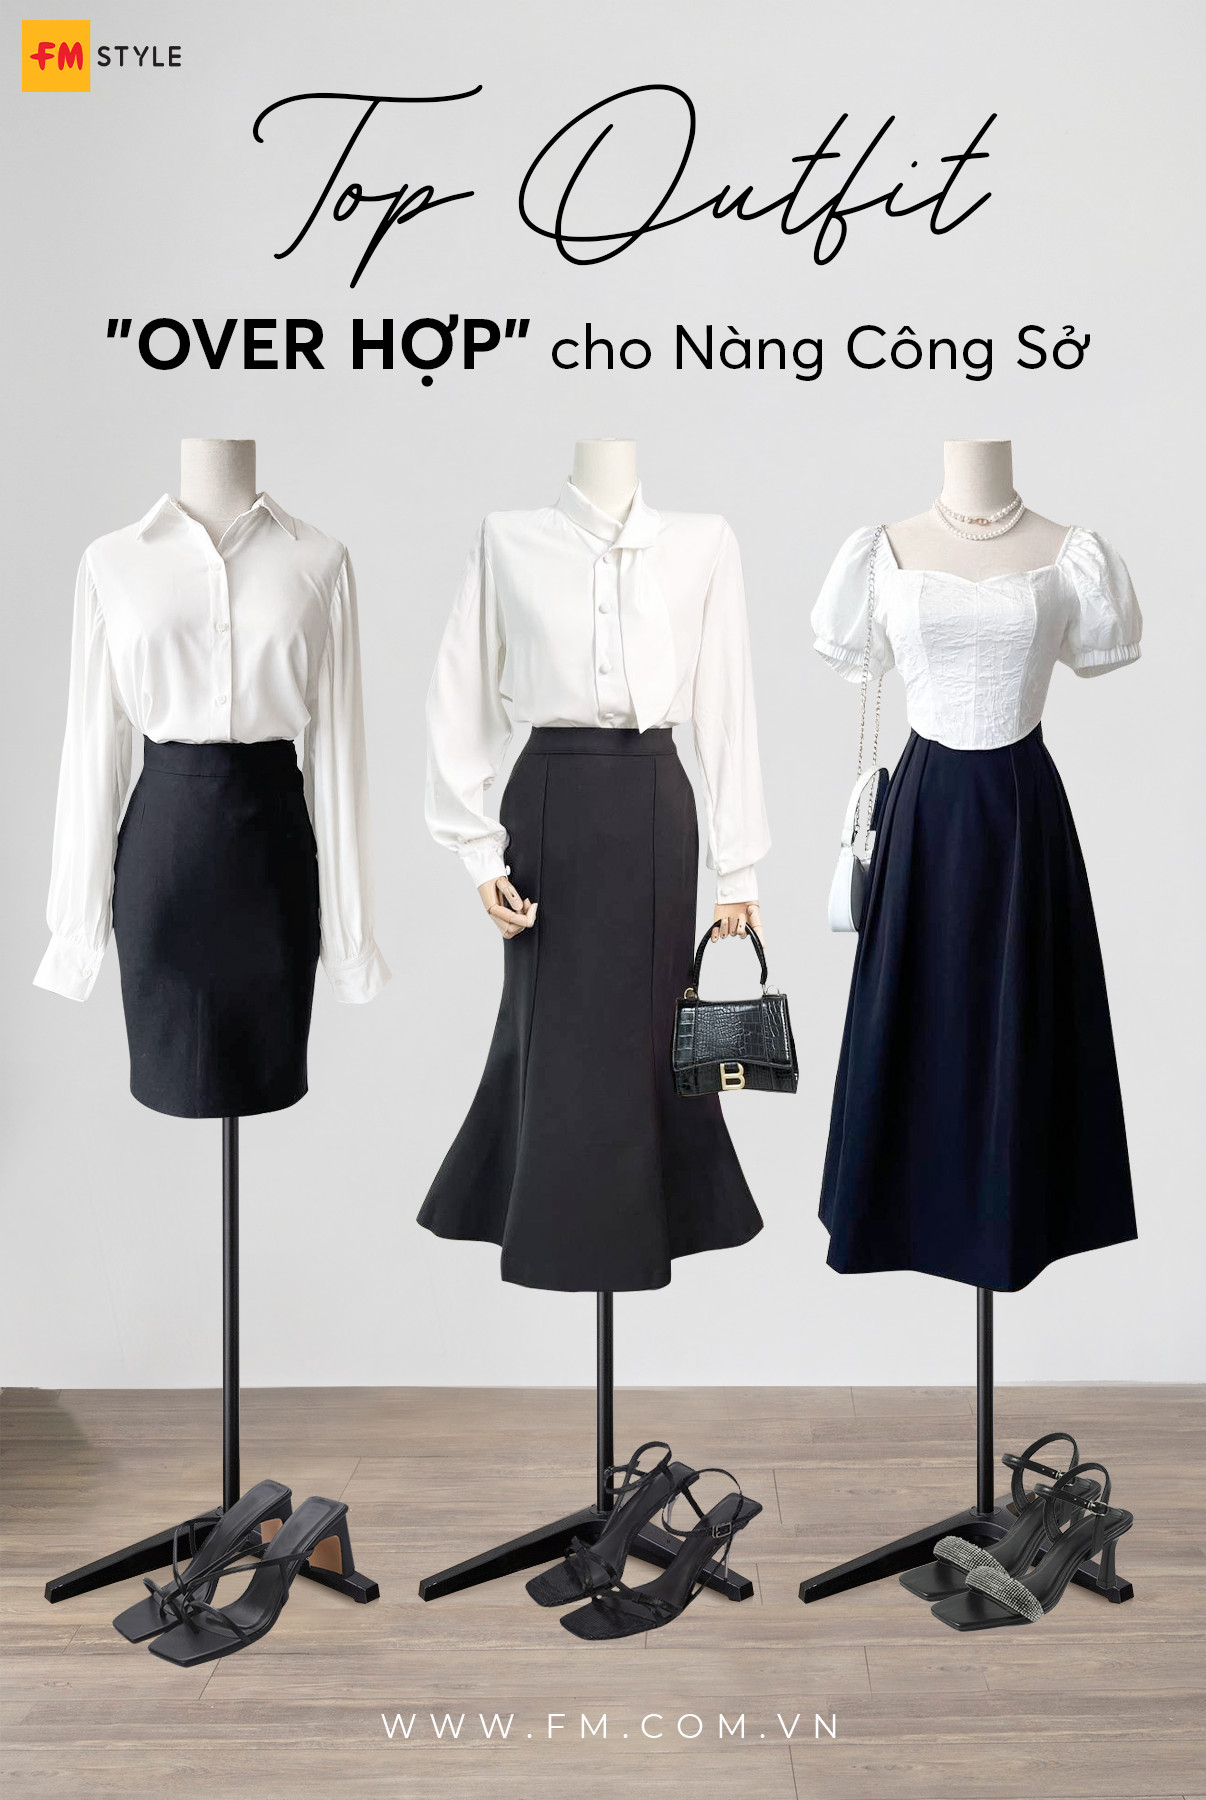 FM STYLE
Top Outfit
"OVER HỢP" cho Nàng Công Sở
B
WWW.FM.COM.VN